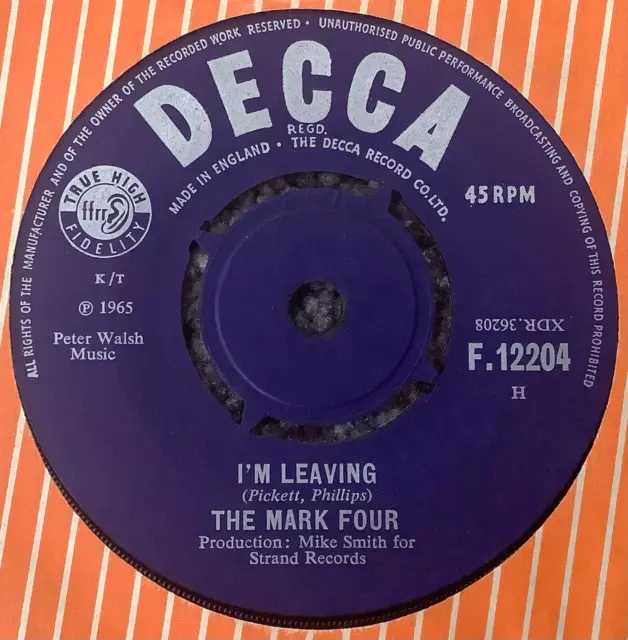 ALL RIGHTS OF THE MANUFACTURER AND OF THE OWNER OF THE RECORDED WORK RESERVED • UNAUTHORISED PUBLIC PERFORMANCE BROADCASTING AND COPYING OF THIS RECORD PROHIBITED
DECCA
REGD.
MADE IN ENGLAND • THE DECCA RECORD CO. LTD.
TRUE HIGH
ffrr
FIDELITY
45 RPM
K/T
℗ 1965
Peter Walsh
Music
XDR.36208
F.12204
H
I'M LEAVING
(Pickett, Phillips)
THE MARK FOUR
Production: Mike Smith for
Strand Records